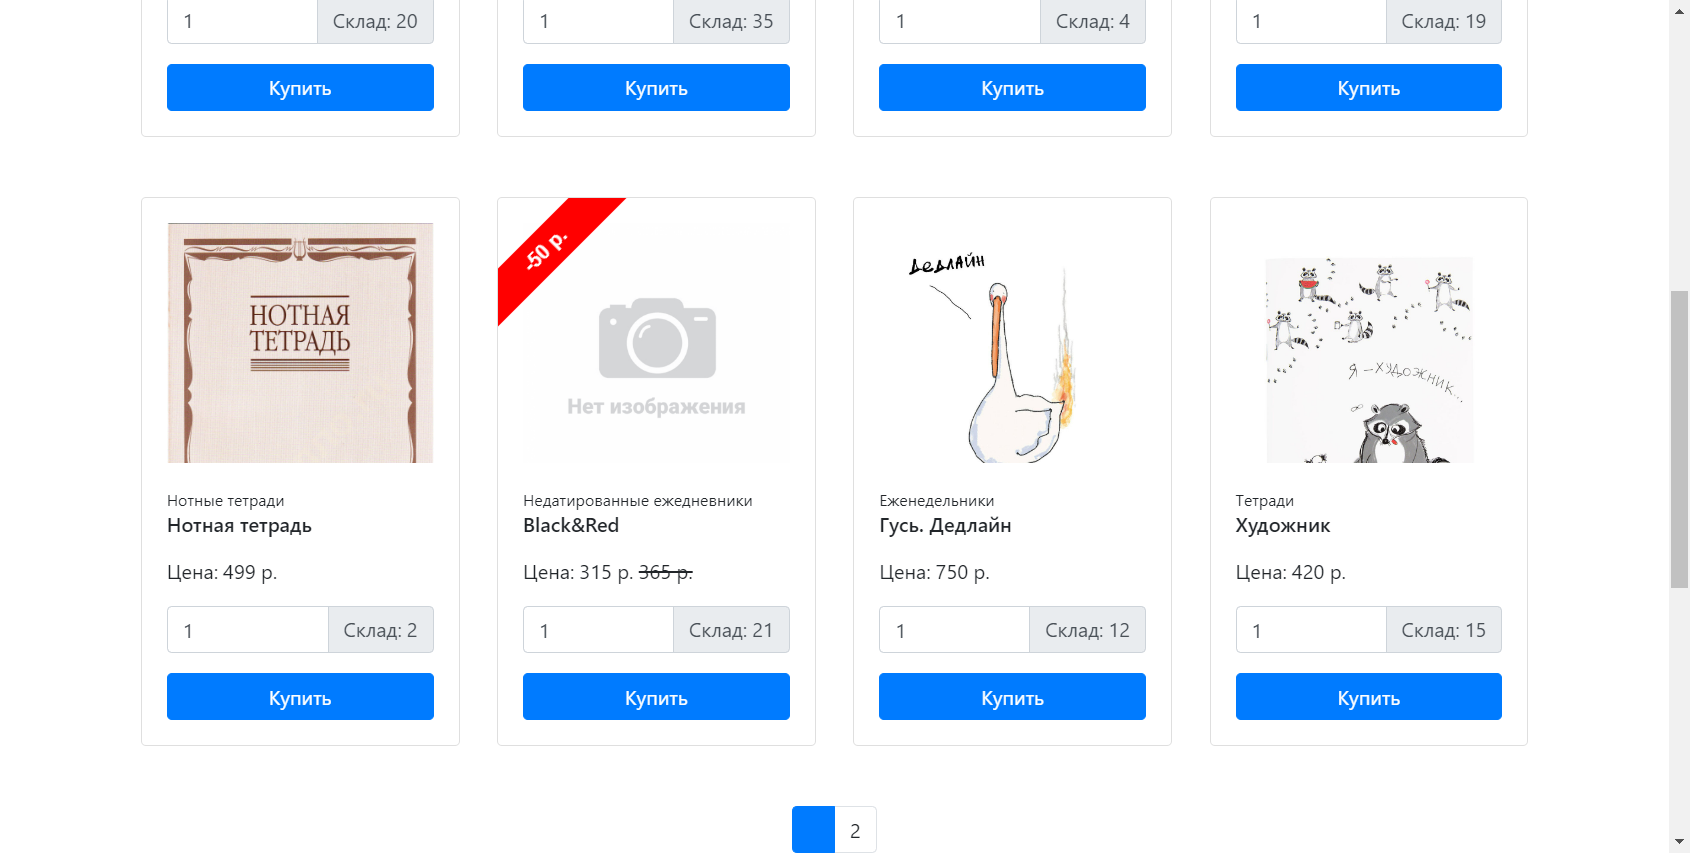 1 Склад: 20
1 Склад: 35
1 Склад: 4
1 Склад: 19
Купить
Купить
Купить
Купить
НОТНАЯ
ТЕТРАДЬ
Нотные тетради
Нотная тетрадь
Цена: 499 р.
1 Склад: 2
Купить
-50 р.
Нет изображения
Недатированные ежедневники
Black&Red
Цена: 315 р. 365 р.
1 Склад: 21
Купить
ДЕДЛАЙН
Еженедельники
Гусь. Дедлайн
Цена: 750 р.
1 Склад: 12
Купить
Я - ХУДОЖНИК...
Тетради
Художник
Цена: 420 р.
1 Склад: 15
Купить
2